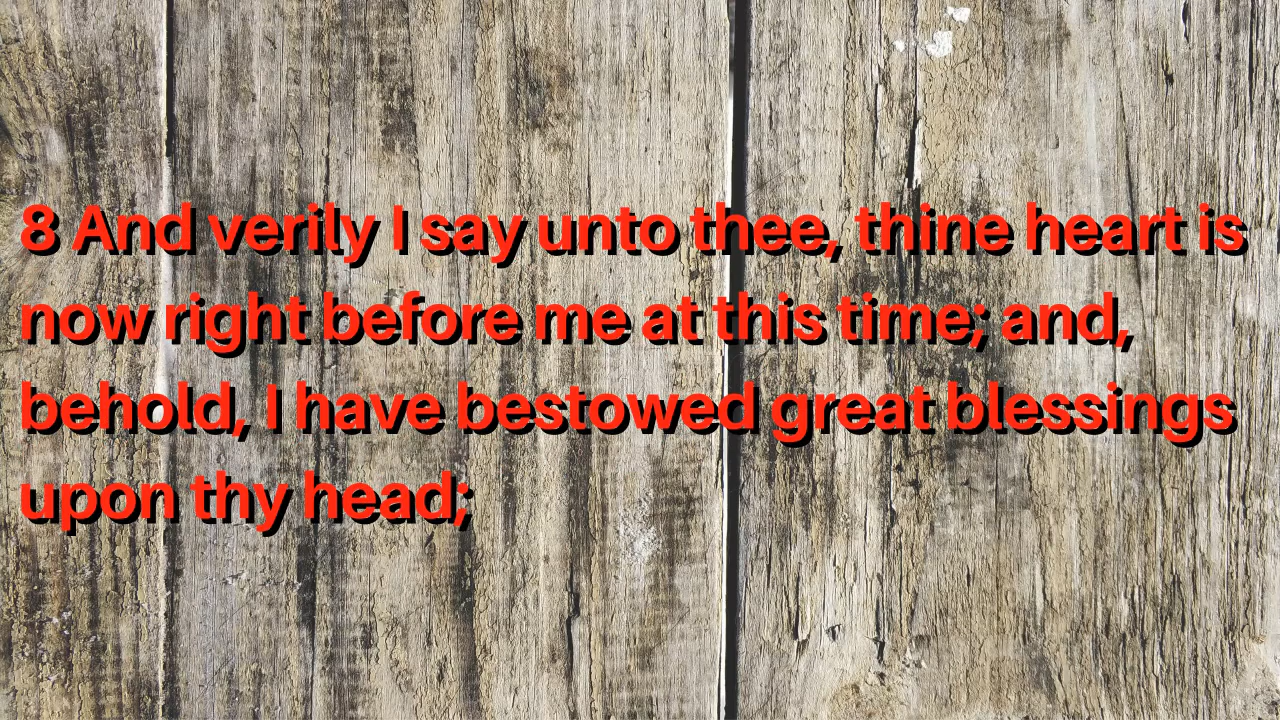 8 And verily I say unto thee, thine heart is
now right before me at this time; and,
behold, I have bestowed great blessings
upon thy head;